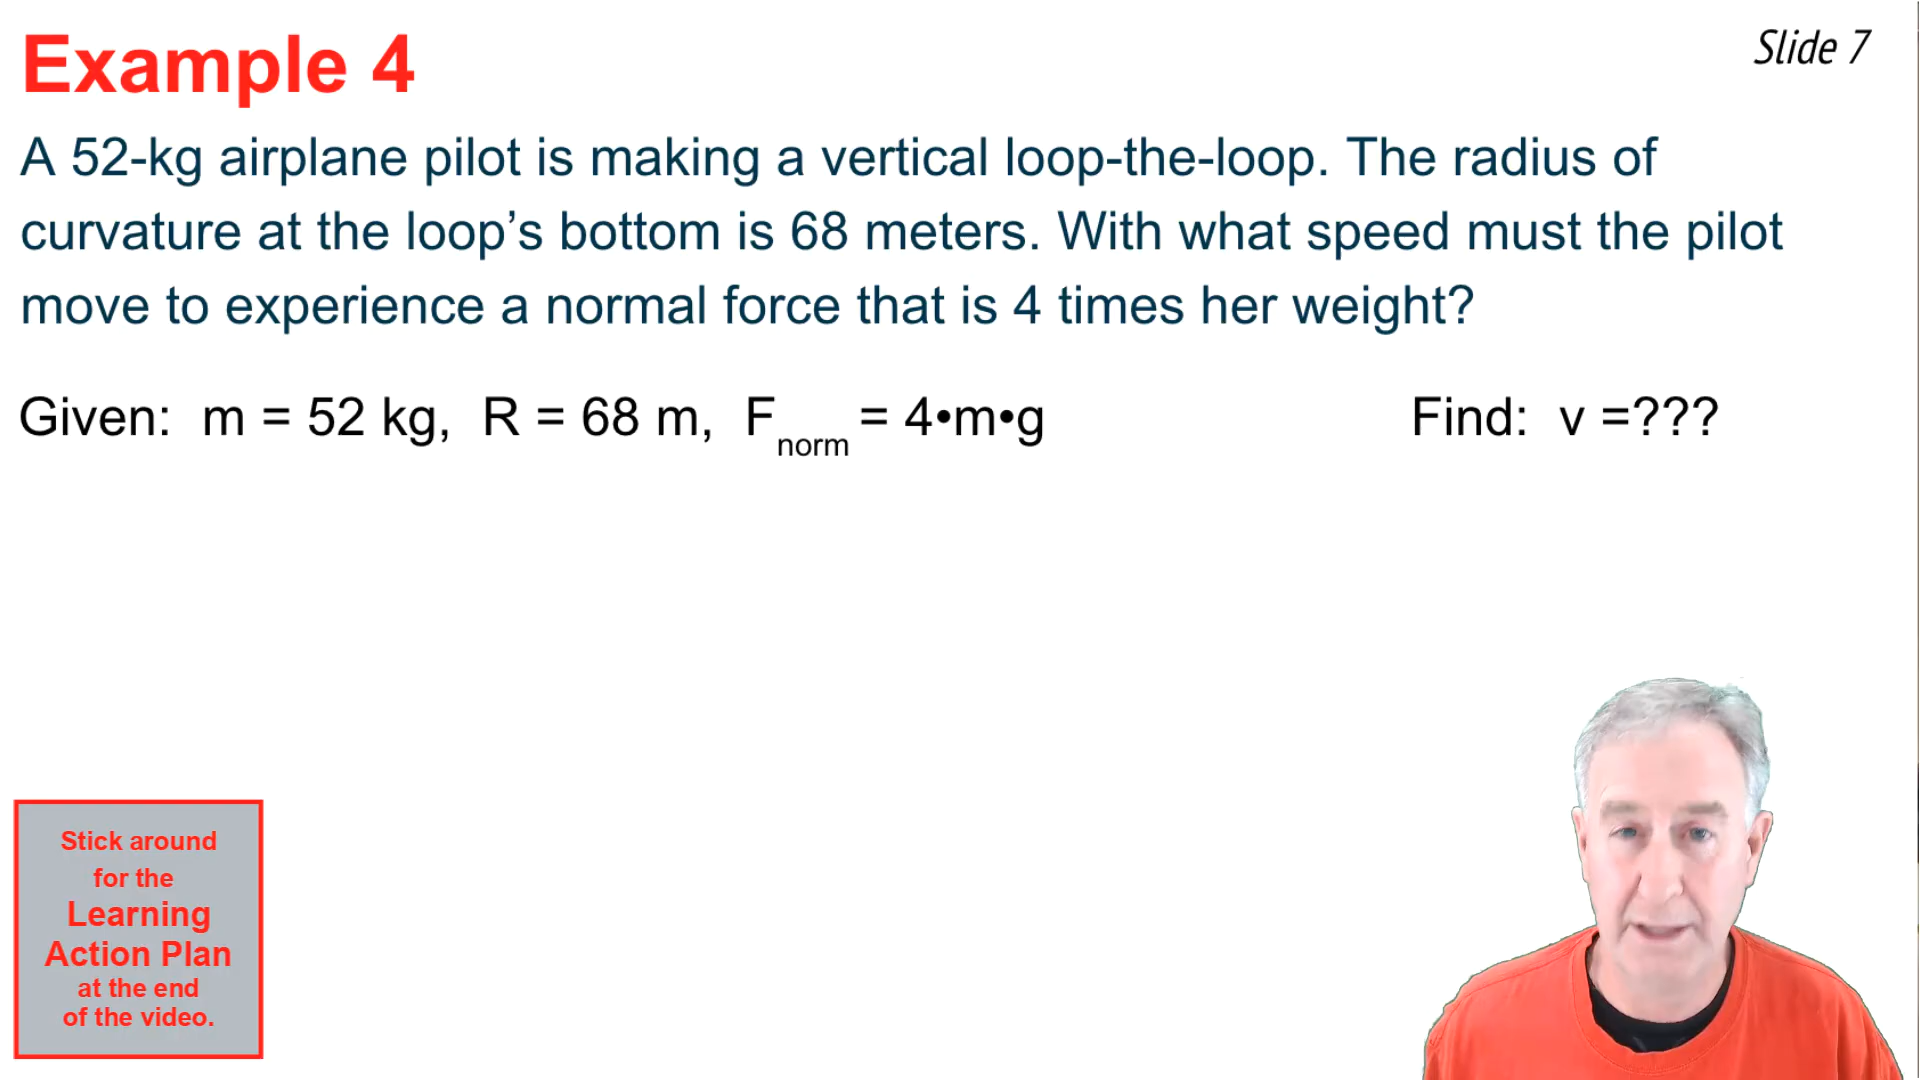 Example 4
Slide 7
A 52-kg airplane pilot is making a vertical loop-the-loop. The radius of
curvature at the loop’s bottom is 68 meters. With what speed must the pilot
move to experience a normal force that is 4 times her weight?
Given: m = 52 kg, R = 68 m, Fnorm = 4•m•g
Find: v =???
Stick around
for the
Learning
Action Plan
at the end
of the video.